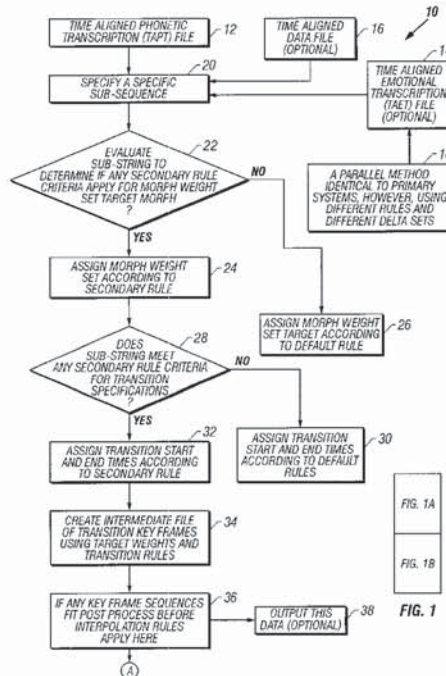 10
TIME ALIGNED PHONETIC
TRANSCRIPTION (TAPT) FILE
12
TIME ALIGNED
DATA FILE
(OPTIONAL)
16
20
SPECIFY A SPECIFIC
SUB-SEQUENCE
TIME ALIGNED
EMOTIONAL
TRANSCRIPTION
(TAET) FILE
(OPTIONAL)
22
EVALUATE
SUB-STRING TO
DETERMINE IF ANY SECONDARY RULE
CRITERIA APPLY FOR MORPH WEIGHT
SET TARGET MORPH
?
NO
YES
A PARALLEL METHOD
IDENTICAL TO PRIMARY
SYSTEMS, HOWEVER, USING
DIFFERENT RULES AND
DIFFERENT DELTA SETS
ASSIGN MORPH WEIGHT
SET ACCORDING TO
SECONDARY RULE
24
ASSIGN MORPH WEIGHT
SET TARGET ACCORDING
TO DEFAULT RULE
26
28
DOES
SUB-STRING MEET
ANY SECONDARY RULE CRITERIA
FOR TRANSITION
SPECIFICATIONS
?
NO
YES
32
ASSIGN TRANSITION START
AND END TIMES ACCORDING
TO SECONDARY RULE
ASSIGN TRANSITION
START AND END TIMES
ACCORDING TO DEFAULT
RULES
30
CREATE INTERMEDIATE FILE
OF TRANSITION KEY FRAMES
USING TARGET WEIGHTS AND
TRANSITION RULES
34
FIG. 1A
FIG. 1B
FIG. 1
36
IF ANY KEY FRAME SEQUENCES
FIT POST PROCESS BEFORE
INTERPOLATION RULES
APPLY HERE
OUTPUT THIS
DATA (OPTIONAL)
38
A